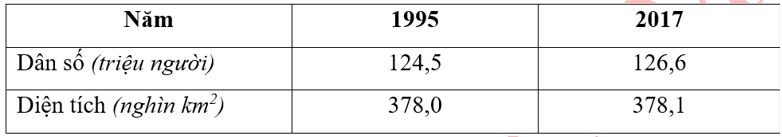 Năm 1995 2017
Dân số (triệu người) 124,5 126,6
Diện tích (nghìn km²) 378,0 378,1